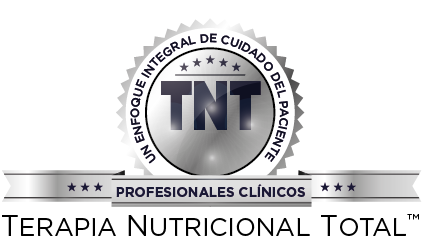 UN ENFOQUE INTEGRAL DE CUIDADO DEL PACIENTE
TNT
PROFESIONALES CLÍNICOS
TERAPIA NUTRICIONAL TOTAL™